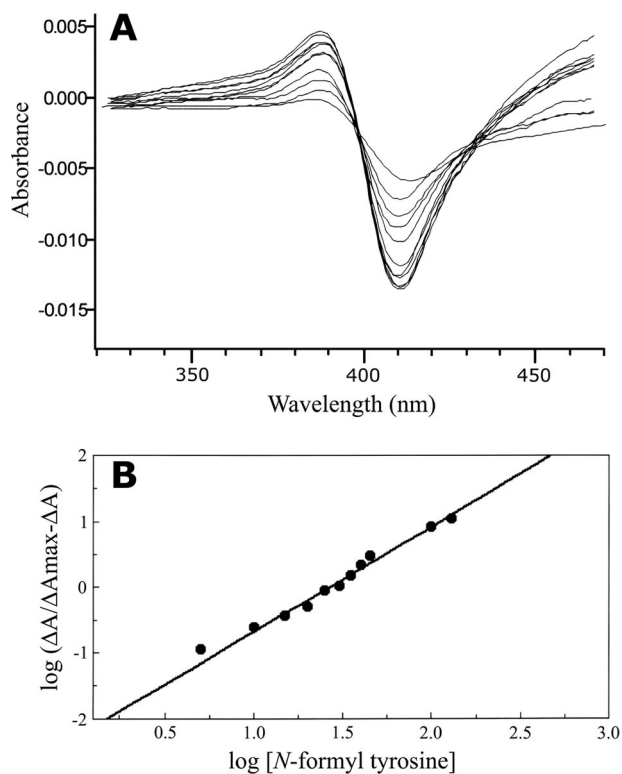 A
0.005
0.000
-0.005
-0.010
-0.015
Absorbance
350 400 450
Wavelength (nm)
B
2
1
0
-1
-2
log (ΔA/ΔAmax-ΔA)
0.5 1.0 1.5 2.0 2.5 3.0
log [N-formyl tyrosine]